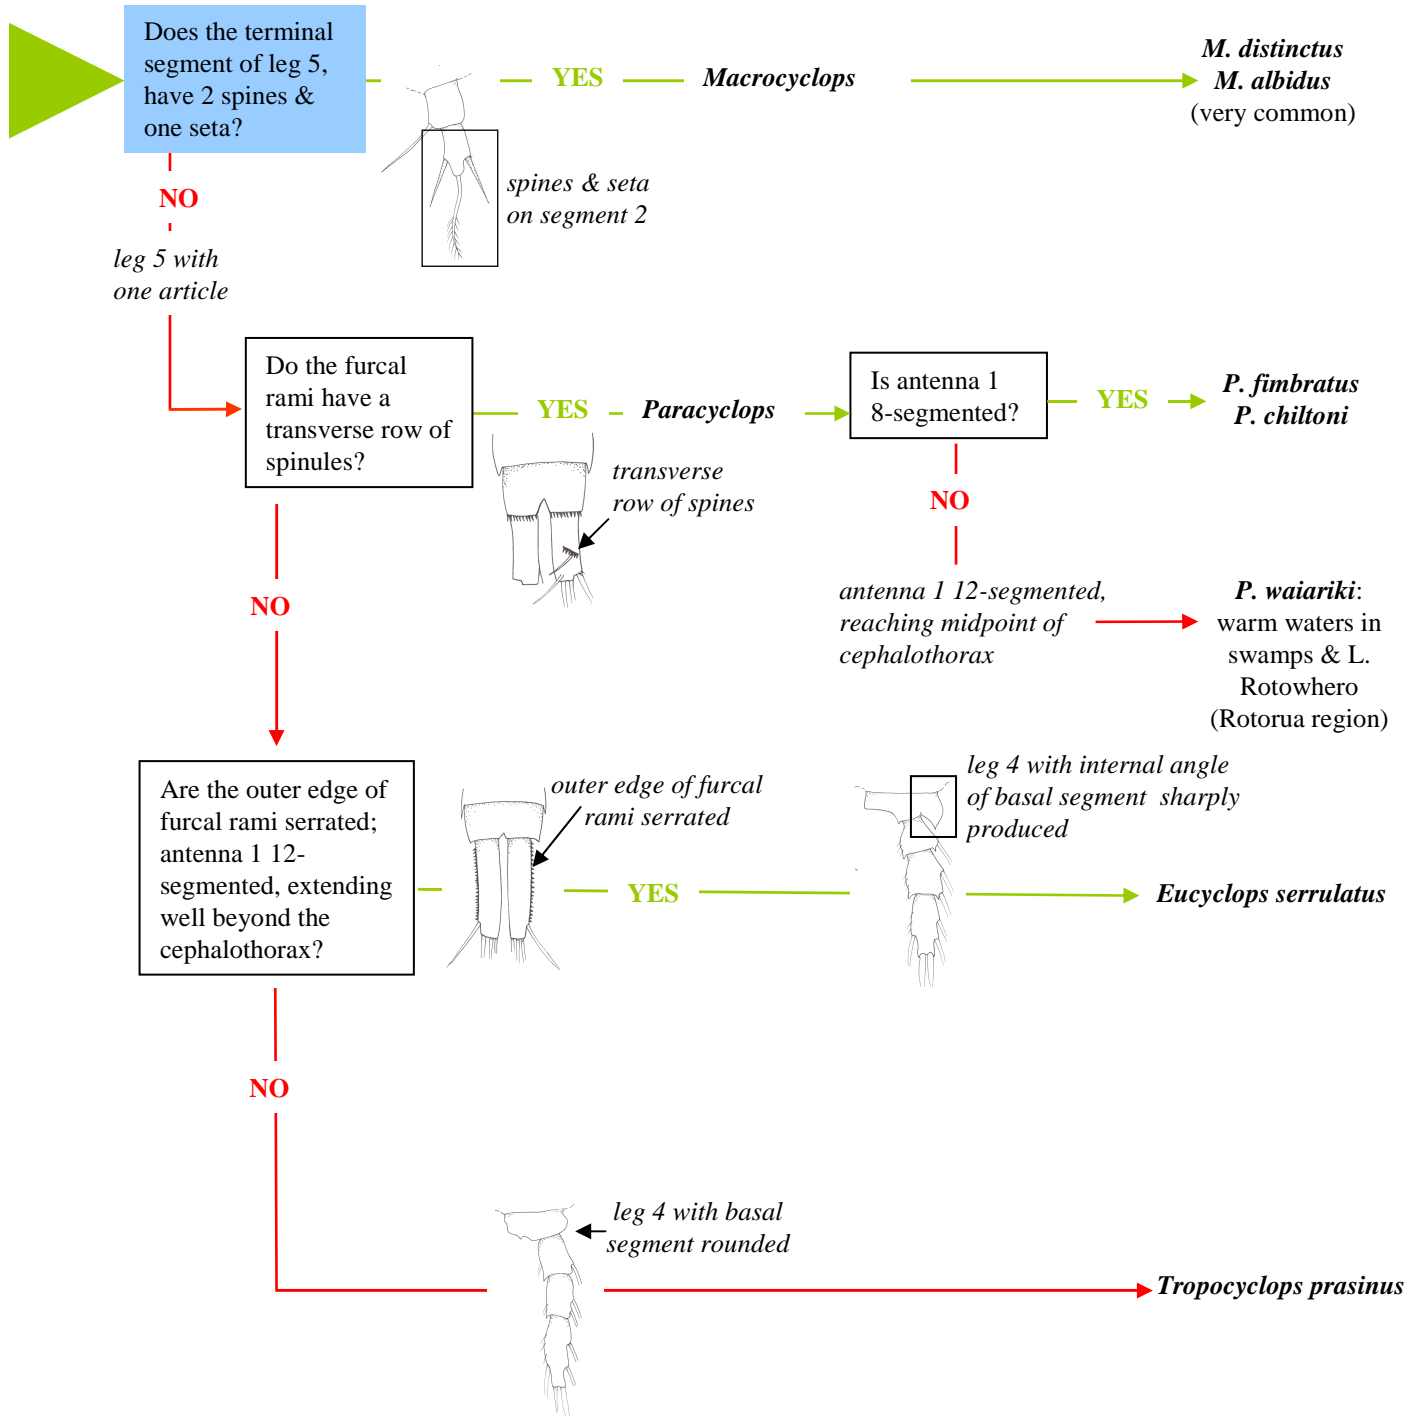 Does the terminal
segment of leg 5,
have 2 spines &
one seta?
YES
Macrocyclops
M. distinctus
M. albidus
(very common)
NO
spines & seta
on segment 2
leg 5 with
one article
Do the furcal
rami have a
transverse row of
spinules?
YES
Paracyclops
Is antenna 1
8-segmented?
YES
P. fimbratus
P. chiltoni
transverse
row of spines
NO
antenna 1 12-segmented,
reaching midpoint of
cephalothorax
P. waiariki:
warm waters in
swamps & L.
Rotowhero
(Rotorua region)
NO
Are the outer edge of
furcal rami serrated;
antenna 1 12-
segmented, extending
well beyond the
cephalothorax?
outer edge of furcal
rami serrated
YES
leg 4 with internal angle
of basal segment sharply
produced
Eucyclops serrulatus
NO
leg 4 with basal
segment rounded
Tropocyclops prasinus